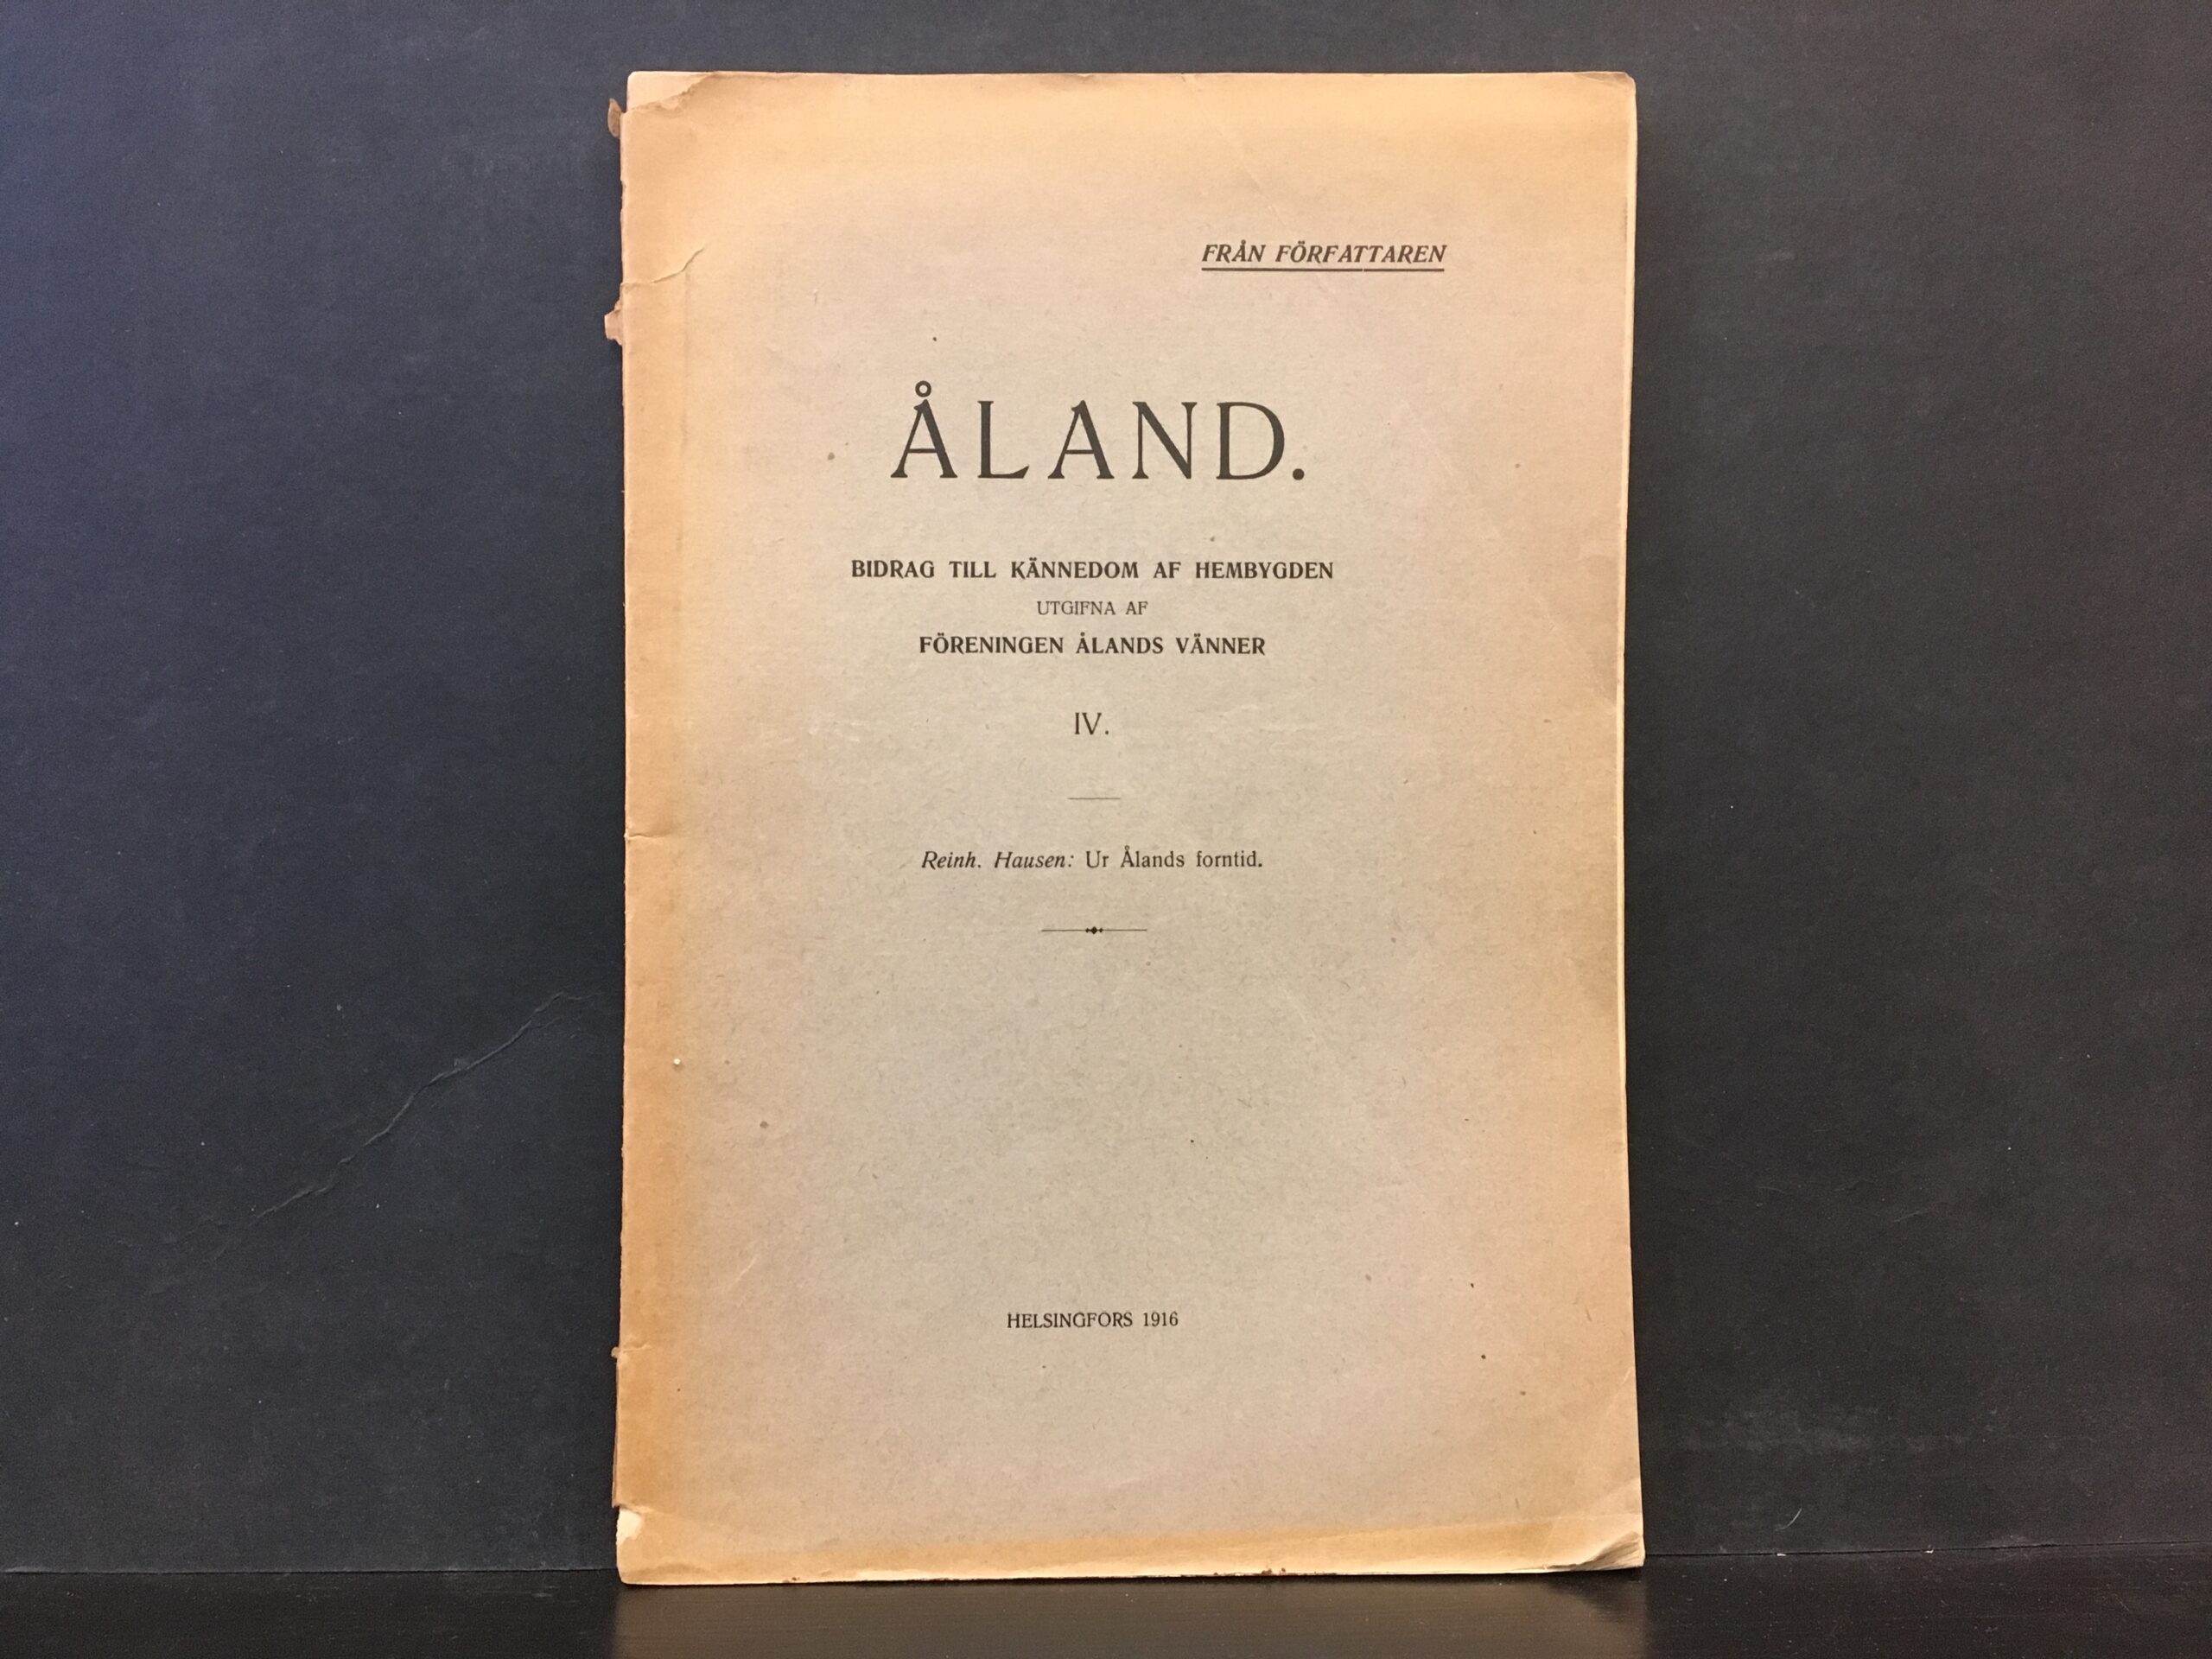 FRÅN FÖRFATTAREN
ÅLAND.
BIDRAG TILL KÄNNEDOM AF HEMBYGDEN
UTGIFNA AF
FÖRENINGEN ÅLANDS VÄNNER
IV.
Reinh. Hausen: Ur Ålands forntid.
HELSINGFORS 1916